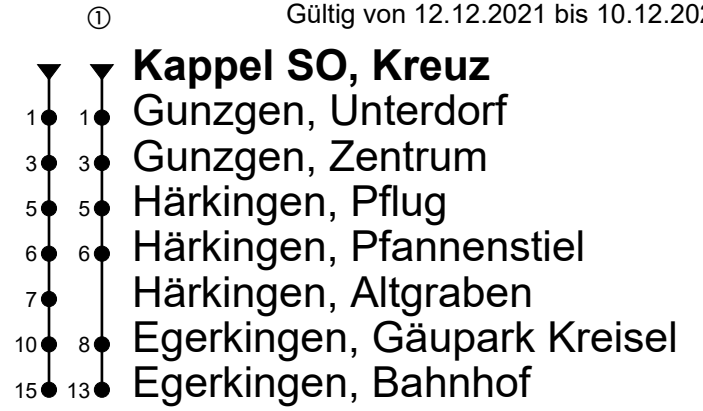 ① Gültig von 12.12.2021 bis 10.12.202
Kappel SO, Kreuz
1 1 Gunzgen, Unterdorf
3 3 Gunzgen, Zentrum
5 5 Härkingen, Pflug
6 6 Härkingen, Pfannenstiel
7 Härkingen, Altgraben
10 8 Egerkingen, Gäupark Kreisel
15 13 Egerkingen, Bahnhof